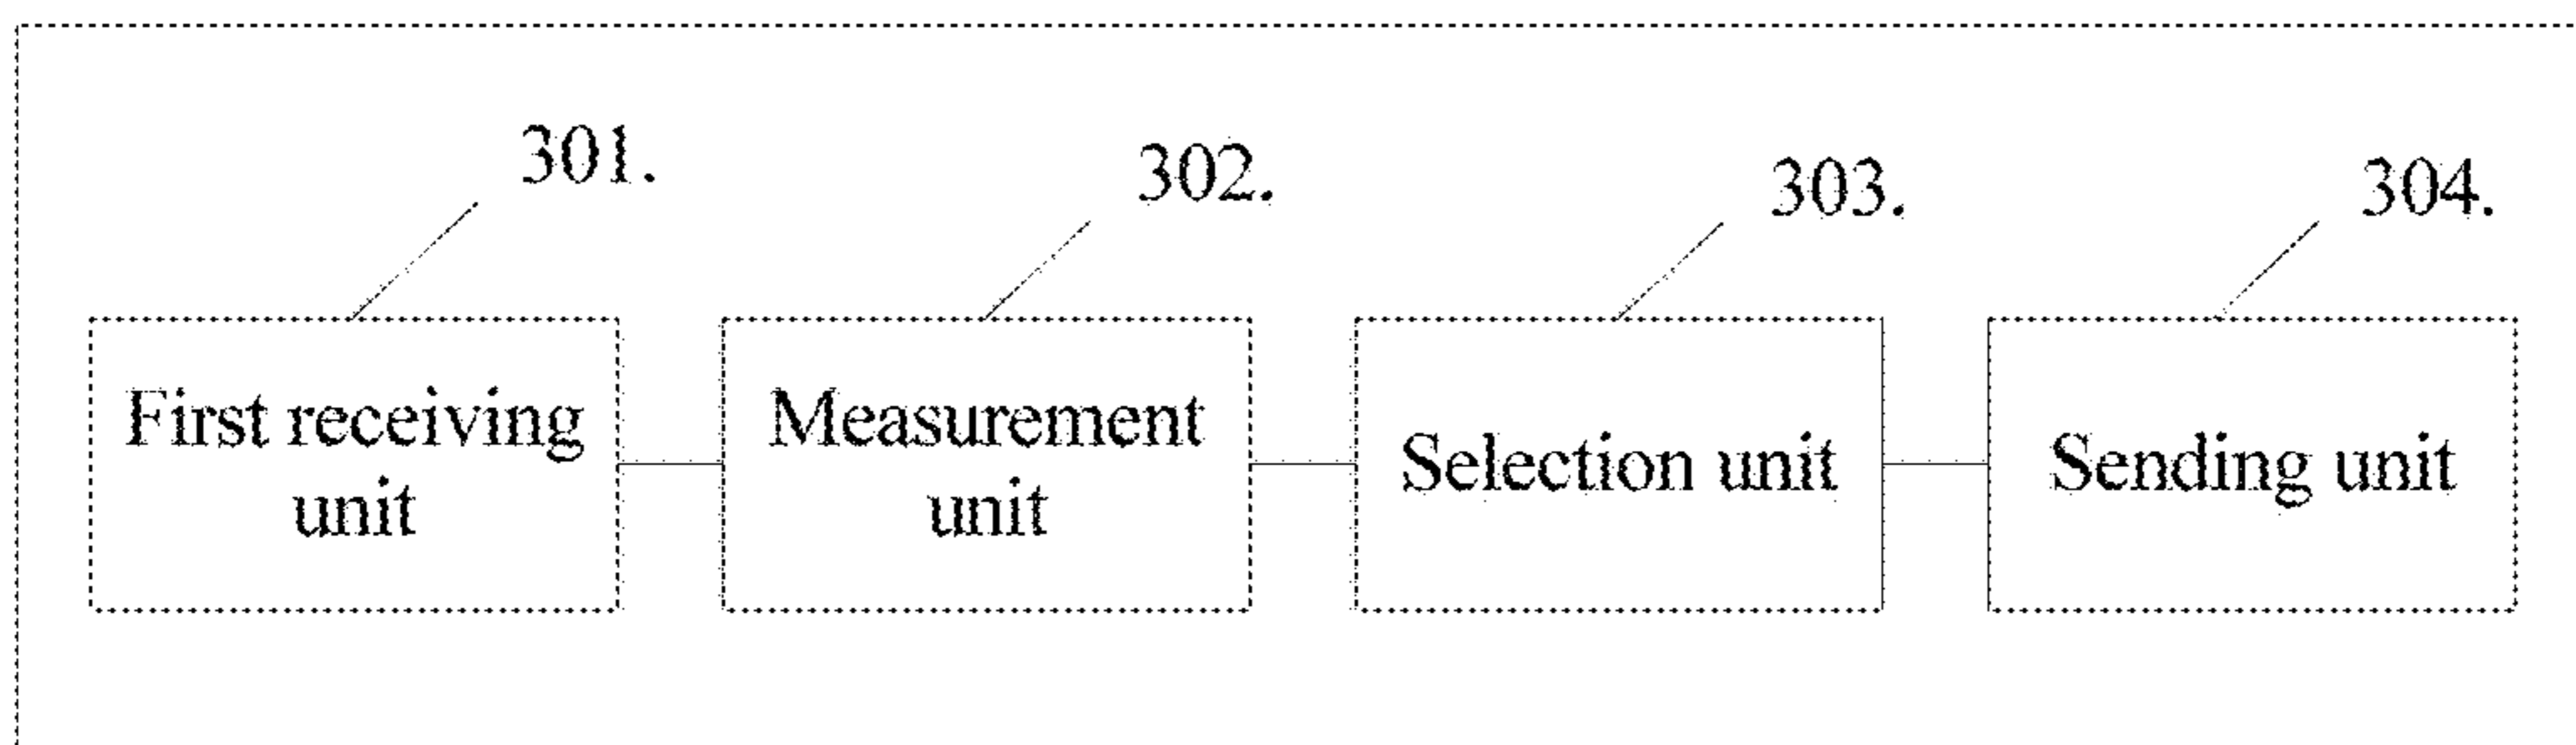 301.
302.
303.
304.
First receiving
unit
Measurement
unit
Selection unit
Sending unit